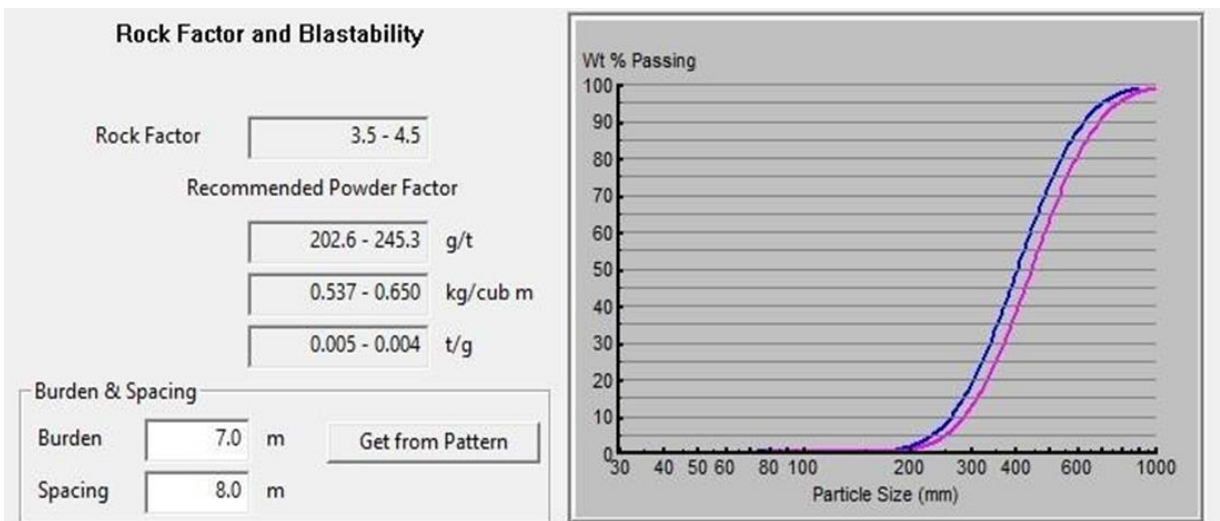 Rock Factor and Blastability
Rock Factor 3.5 - 4.5
Recommended Powder Factor
202.6 - 245.3 g/t
0.537 - 0.650 kg/cub m
0.005 - 0.004 t/g
Burden & Spacing
Burden 7.0 m Get from Pattern
Spacing 8.0 m
Wt % Passing
100
90
80
70
60
50
40
30
20
10
0
30 40 50 60 80 100 200 300 400 600 1000
Particle Size (mm)